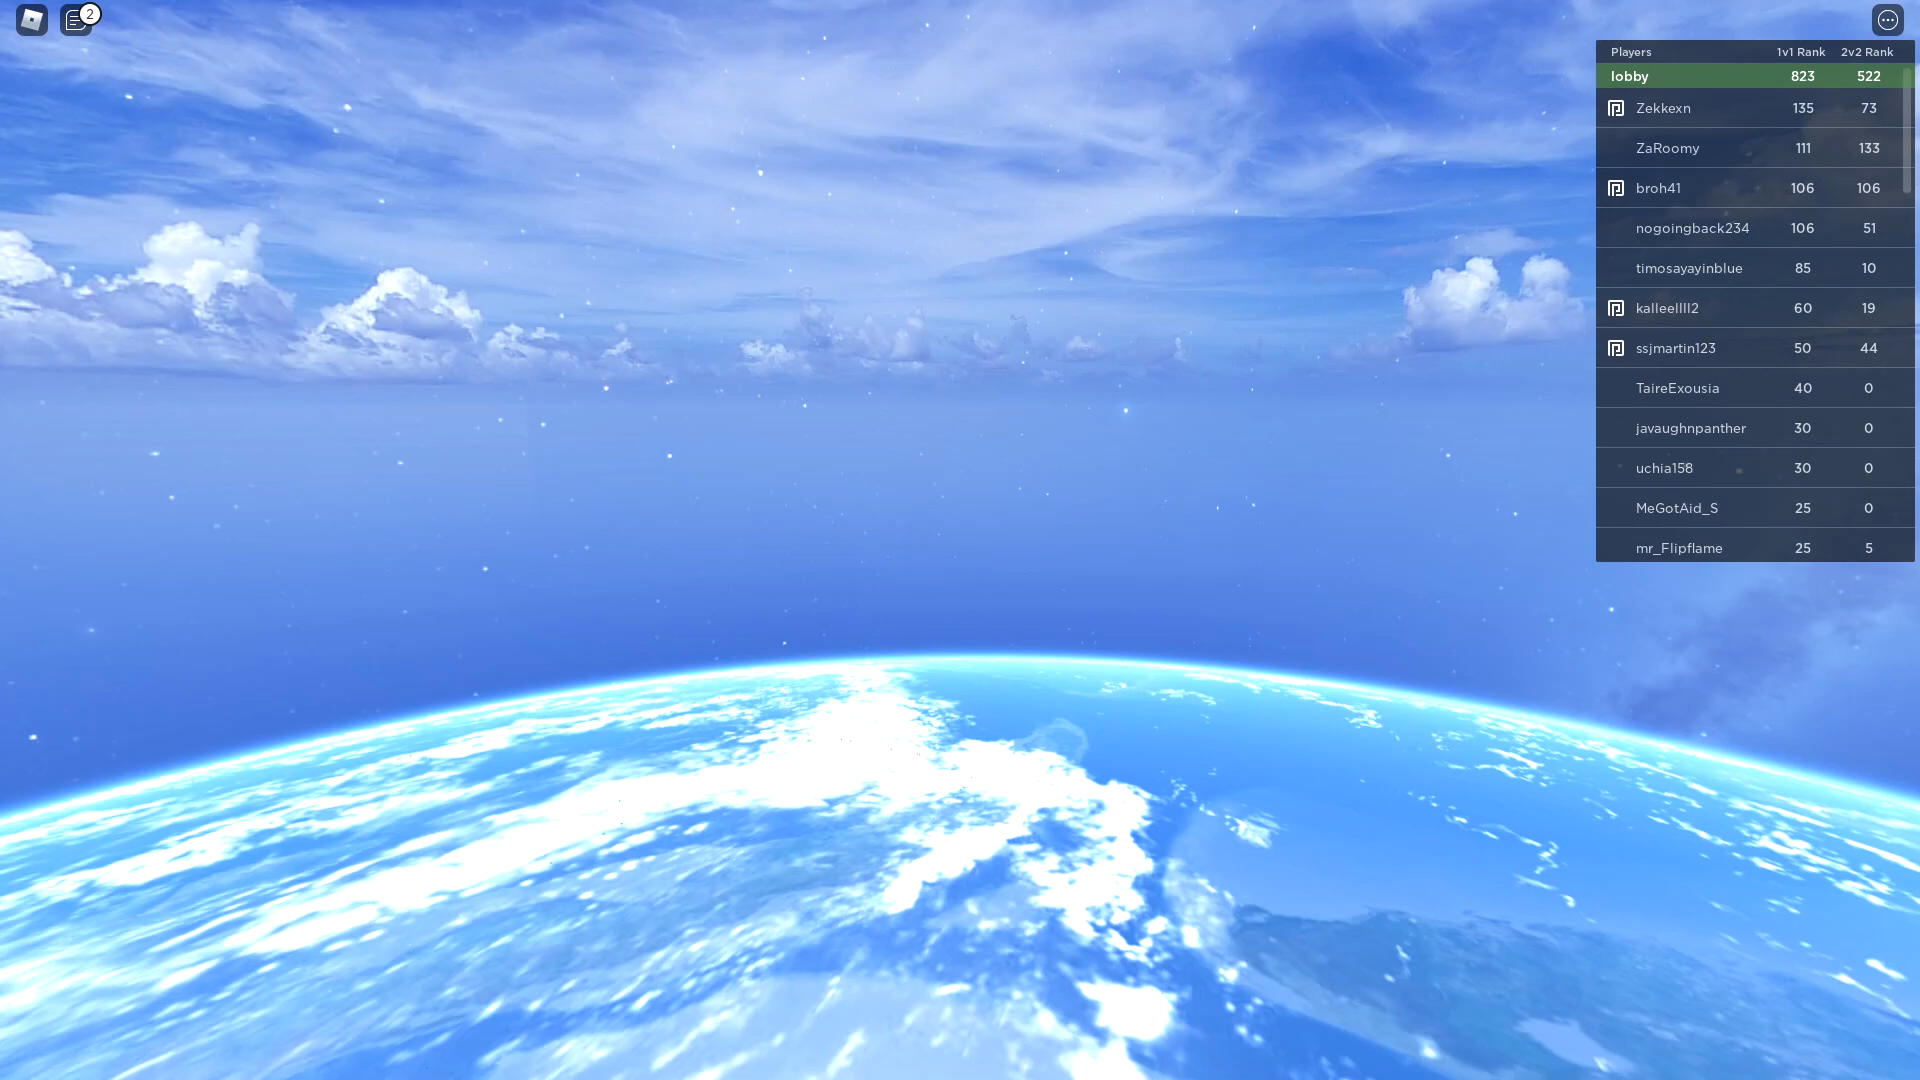 2
Players 1v1 Rank 2v2 Rank
lobby 823 522
Zekkexn 135 73
ZaRoomy 111 133
broh41 106 106
nogoingback234 106 51
timosayayinblue 85 10
kalleellll2 60 19
ssjmartin123 50 44
TaireExousia 40 0
javaughnpanther 30 0
uchia158 30 0
MeGotAid_S 25 0
mr_Flipflame 25 5